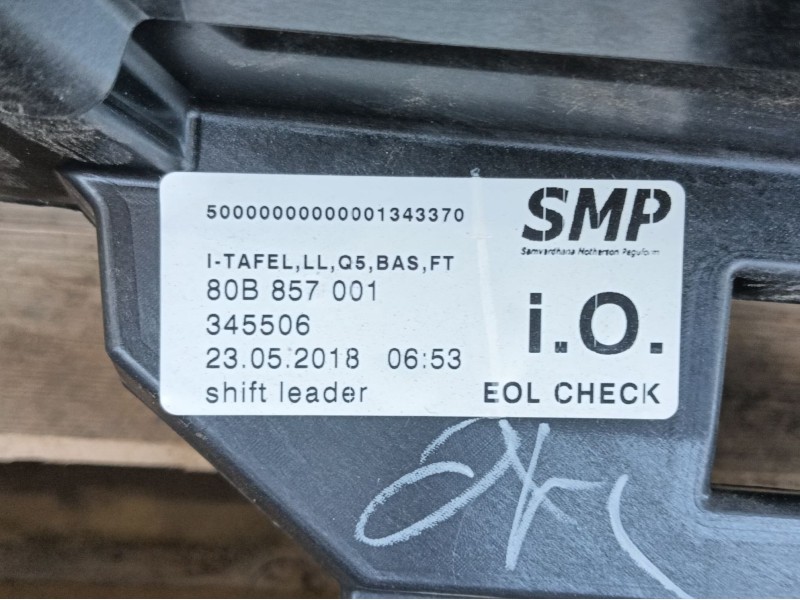 50000000000001343370
SMP
Samvardhana Motherson Peguform
I-TAFEL,LL,Q5,BAS,FT
80B 857 001
345506
i.O.
23.05.2018 06:53
shift leader
EOL CHECK